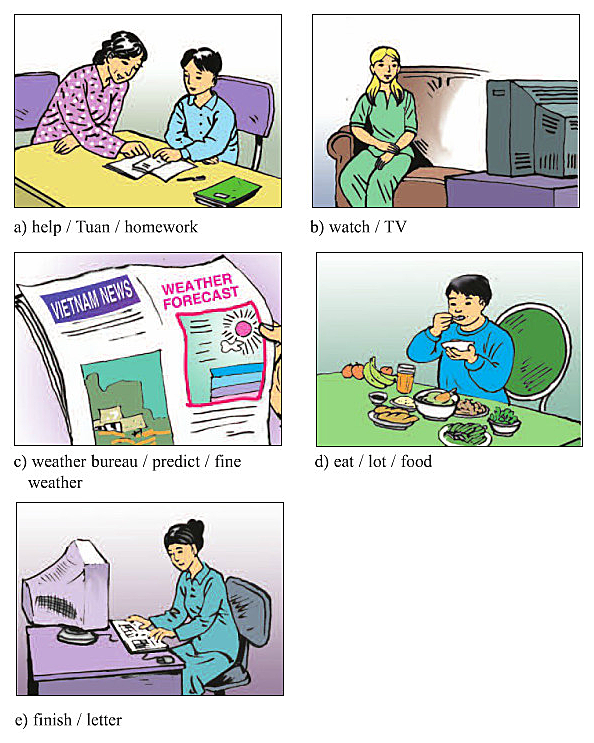 a) help / Tuan / homework
b) watch / TV
VIETNAM NEWS
WEATHER
FORECAST
c) weather bureau / predict / fine
weather
d) eat / lot / food
e) finish / letter